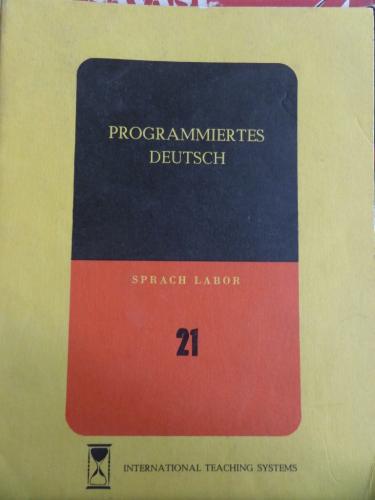 PROGRAMMIERTES
DEUTSCH
SPRACH LABOR
21
INTERNATIONAL TEACHING SYSTEMS